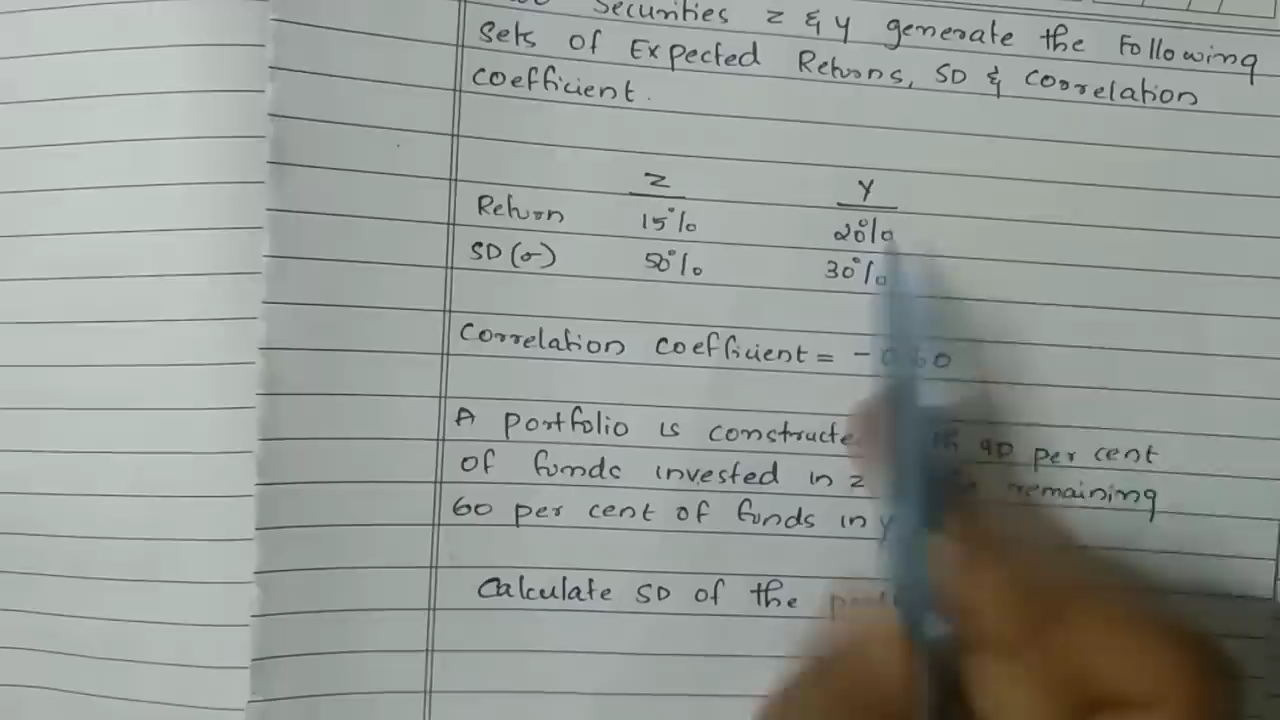 Securities z & y generate the following
sets of Expected Returns, SD & correlation
coefficient.
z Y
Return 15% 20%
SD (σ) 50% 30%
Correlation coefficient = -0.60
A portfolio is constructe 40 per cent
of funds invested in z remaining
60 per cent of funds in y
Calculate SD of the